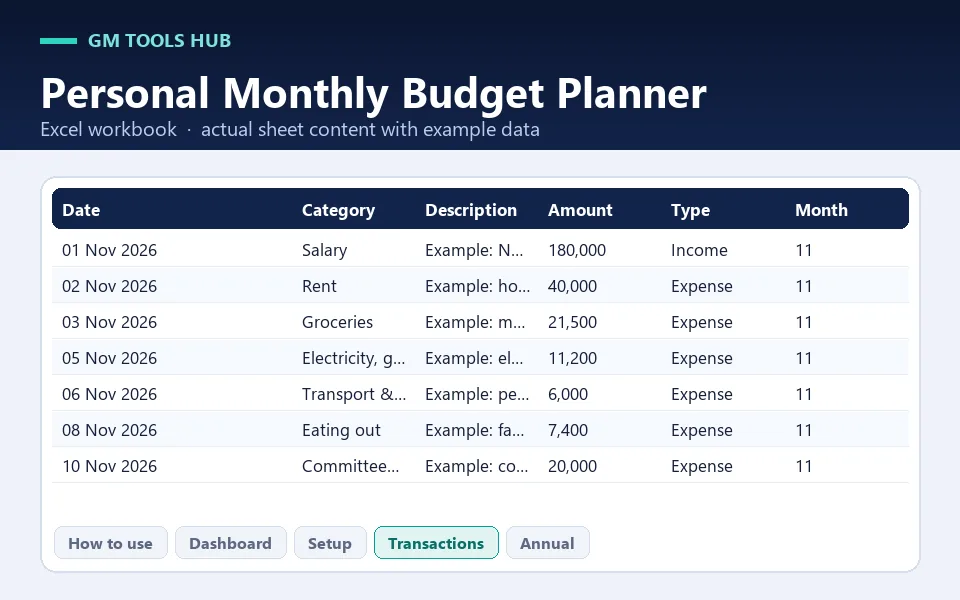 GM TOOLS HUB
Personal Monthly Budget Planner
Excel workbook · actual sheet content with example data
Date Category Description Amount Type Month
01 Nov 2026 Salary Example: N... 180,000 Income 11
02 Nov 2026 Rent Example: ho... 40,000 Expense 11
03 Nov 2026 Groceries Example: m... 21,500 Expense 11
05 Nov 2026 Electricity, g... Example: el... 11,200 Expense 11
06 Nov 2026 Transport &... Example: pe... 6,000 Expense 11
08 Nov 2026 Eating out Example: fa... 7,400 Expense 11
10 Nov 2026 Committee... Example: co... 20,000 Expense 11
How to use Dashboard Setup Transactions Annual